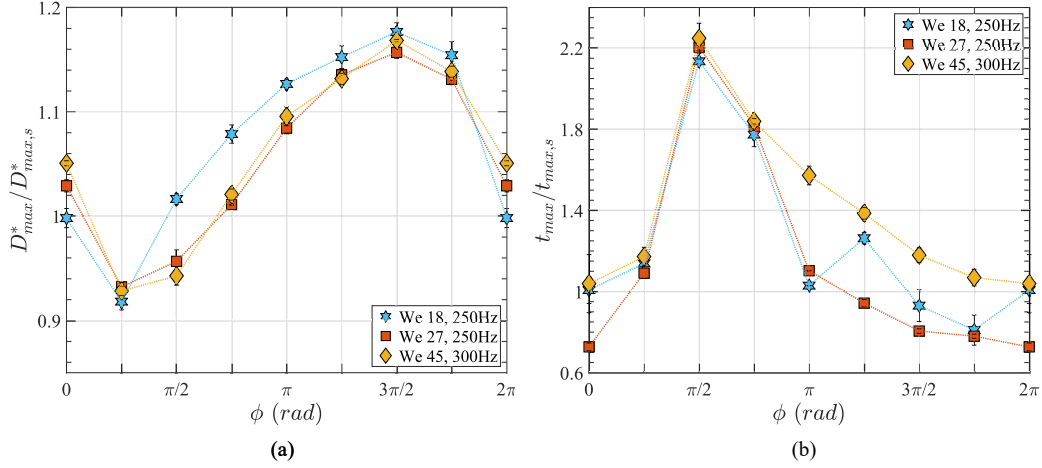 1.2
1.1
1
0.9
D*max/D*max,s
We 18, 250Hz
We 27, 250Hz
We 45, 300Hz
0 π/2 π 3π/2 2π
ϕ (rad)
(a)
2.2
1.8
1.4
1
0.6
tmax/tmax,s
We 18, 250Hz
We 27, 250Hz
We 45, 300Hz
0 π/2 π 3π/2 2π
ϕ (rad)
(b)